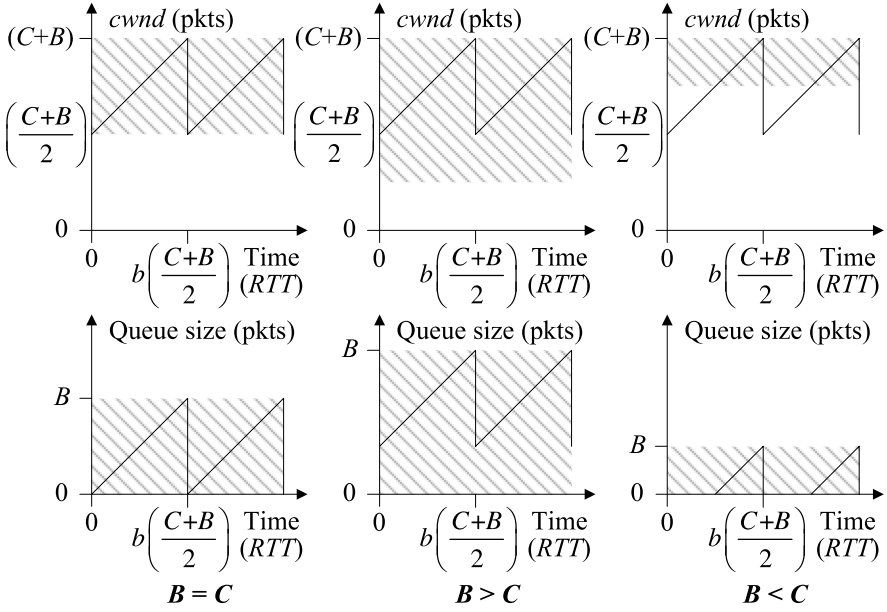 cwnd (pkts)
(C+B)
(C+B / 2)
0
0
b(C+B / 2)
Time
(RTT)
cwnd (pkts)
(C+B)
(C+B / 2)
0
0
b(C+B / 2)
Time
(RTT)
cwnd (pkts)
(C+B)
(C+B / 2)
0
0
b(C+B / 2)
Time
(RTT)
Queue size (pkts)
B
0
0
b(C+B / 2)
Time
(RTT)
B = C
Queue size (pkts)
B
0
0
b(C+B / 2)
Time
(RTT)
B > C
Queue size (pkts)
B
0
0
b(C+B / 2)
Time
(RTT)
B < C